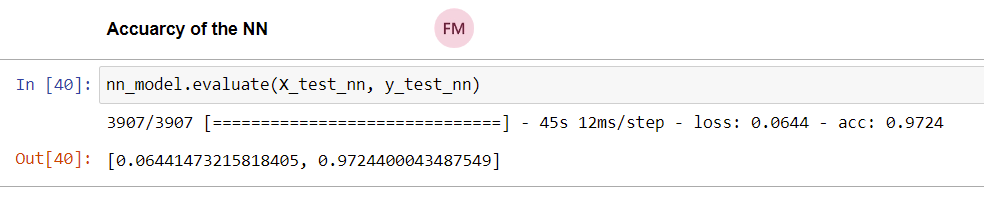 Accuarcy of the NN
FM
In [40]: nn_model.evaluate(X_test_nn, y_test_nn)
3907/3907 [==============================] - 45s 12ms/step - loss: 0.0644 - acc: 0.9724
Out[40]: [0.06441473215818405, 0.9724400043487549]